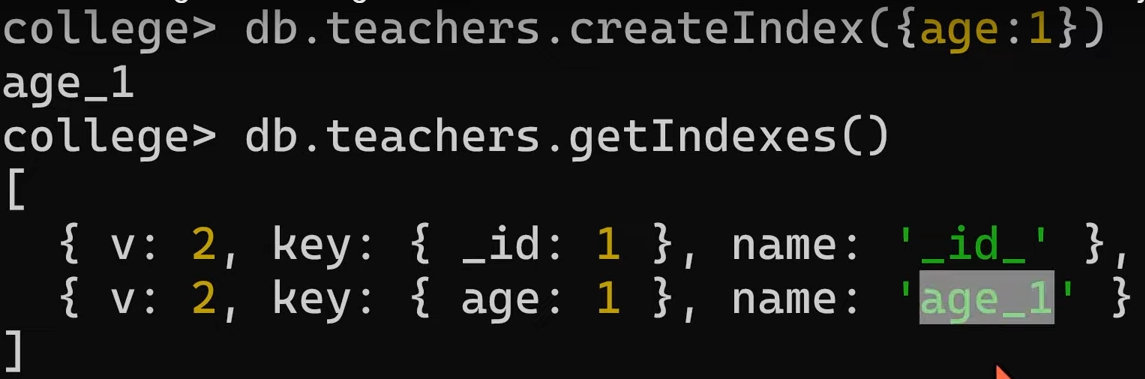 college> db.teachers.createIndex({age:1})
age_1
college> db.teachers.getIndexes()
[
  { v: 2, key: { _id: 1 }, name: '_id_' },
  { v: 2, key: { age: 1 }, name: 'age_1' }
]